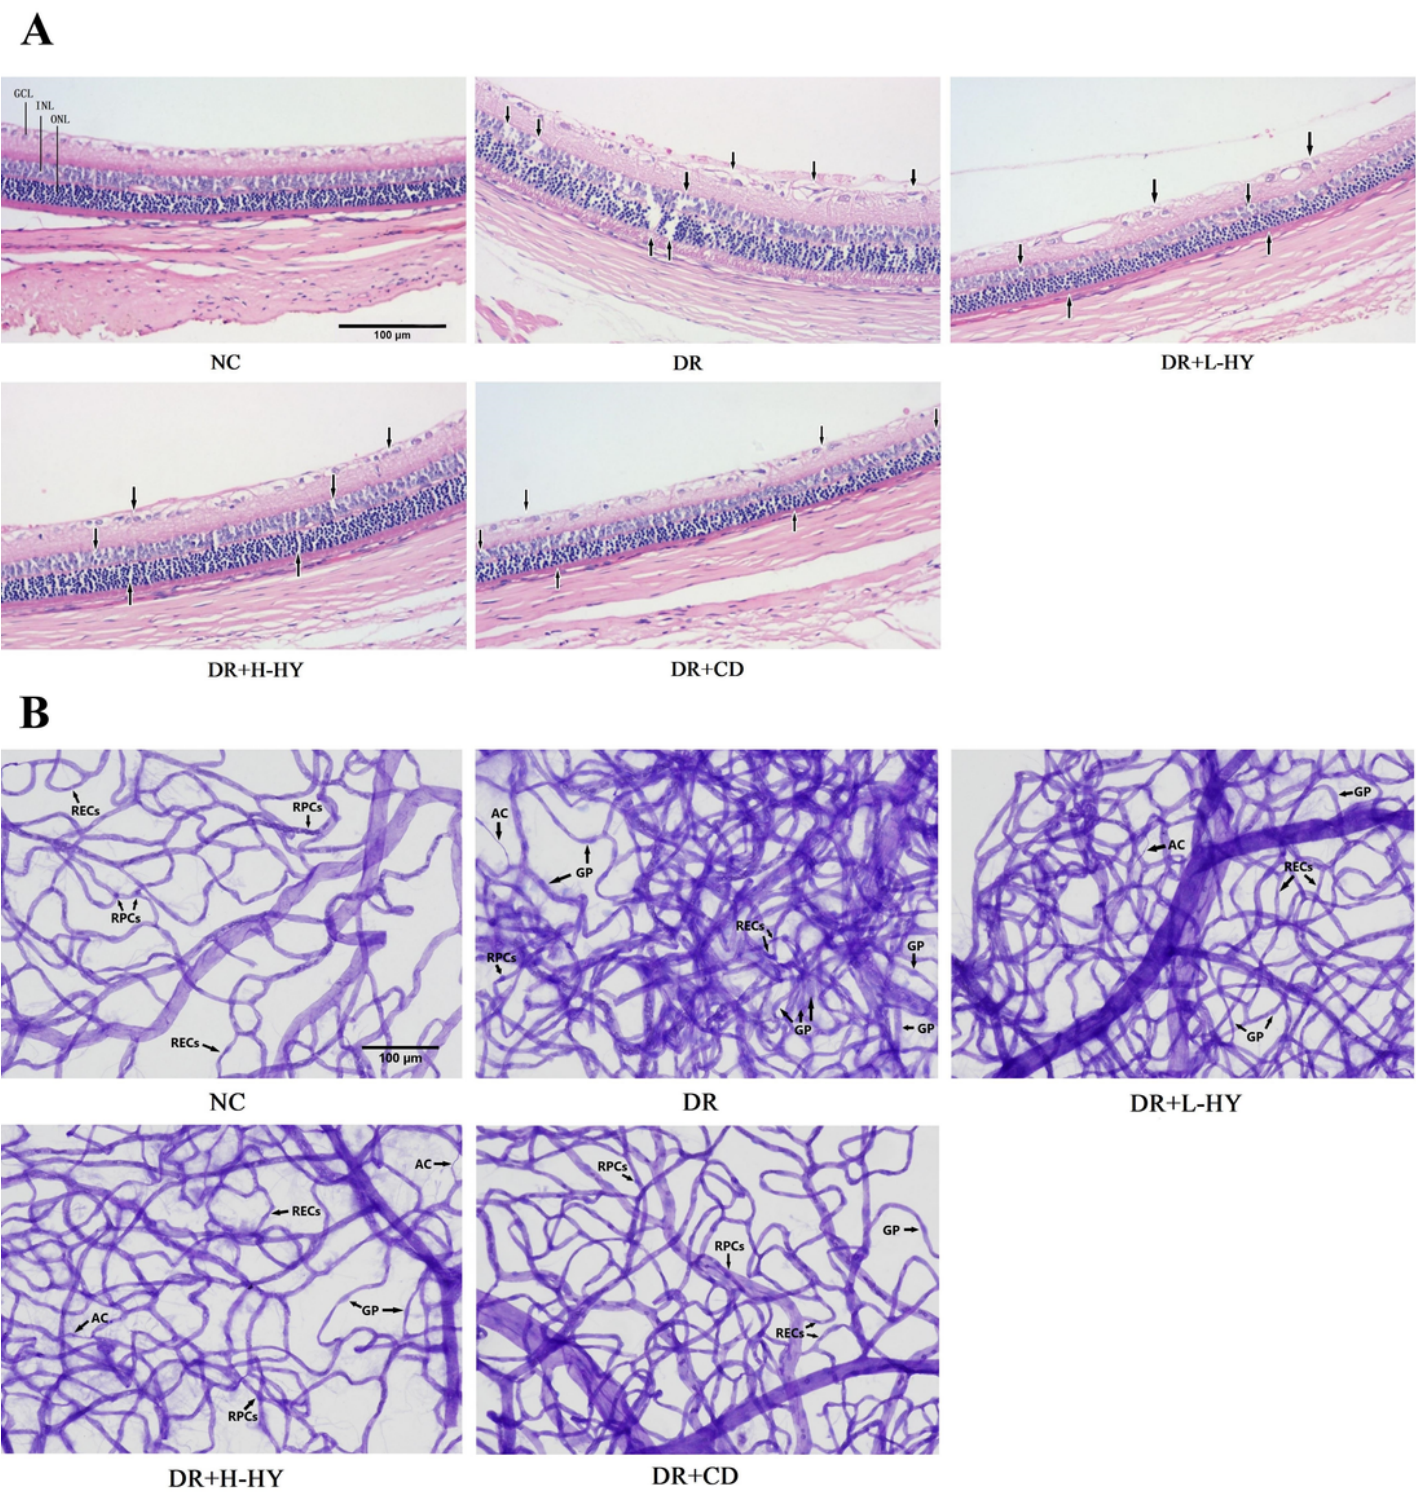 A
GCL
INL
ONL
100 µm
NC
DR
DR+L-HY
DR+H-HY
DR+CD
B
RECs
RPCs
RPCs
RECs
100 µm
AC
GP
RECs
RPCs
GP
GP
GP
GP
AC
RECs
GP
NC
DR
DR+L-HY
AC
RECs
GP
AC
RPCs
RPCs
GP
RPCs
RECs
DR+H-HY
DR+CD